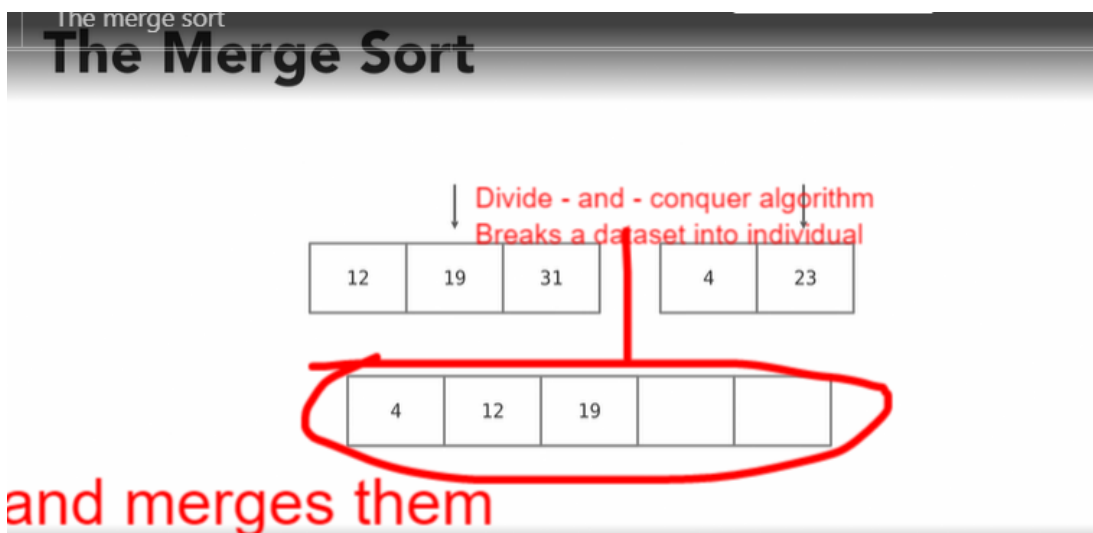 The merge sort
The Merge Sort
Divide - and - conquer algorithm
Breaks a dataset into individual
12 19 31 4 23
4 12 19
and merges them